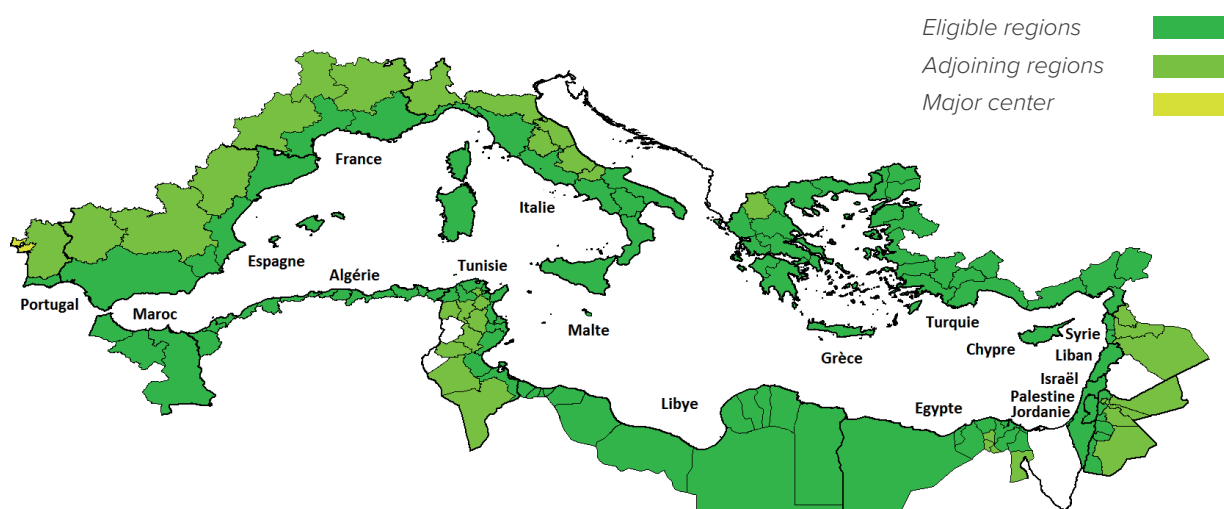 Eligible regions
Adjoining regions
Major center
France
Italie
Espagne
Algérie
Tunisie
Portugal
Maroc
Malte
Turquie
Grèce
Chypre
Syrie
Liban
Israël
Palestine
Jordanie
Libye
Egypte